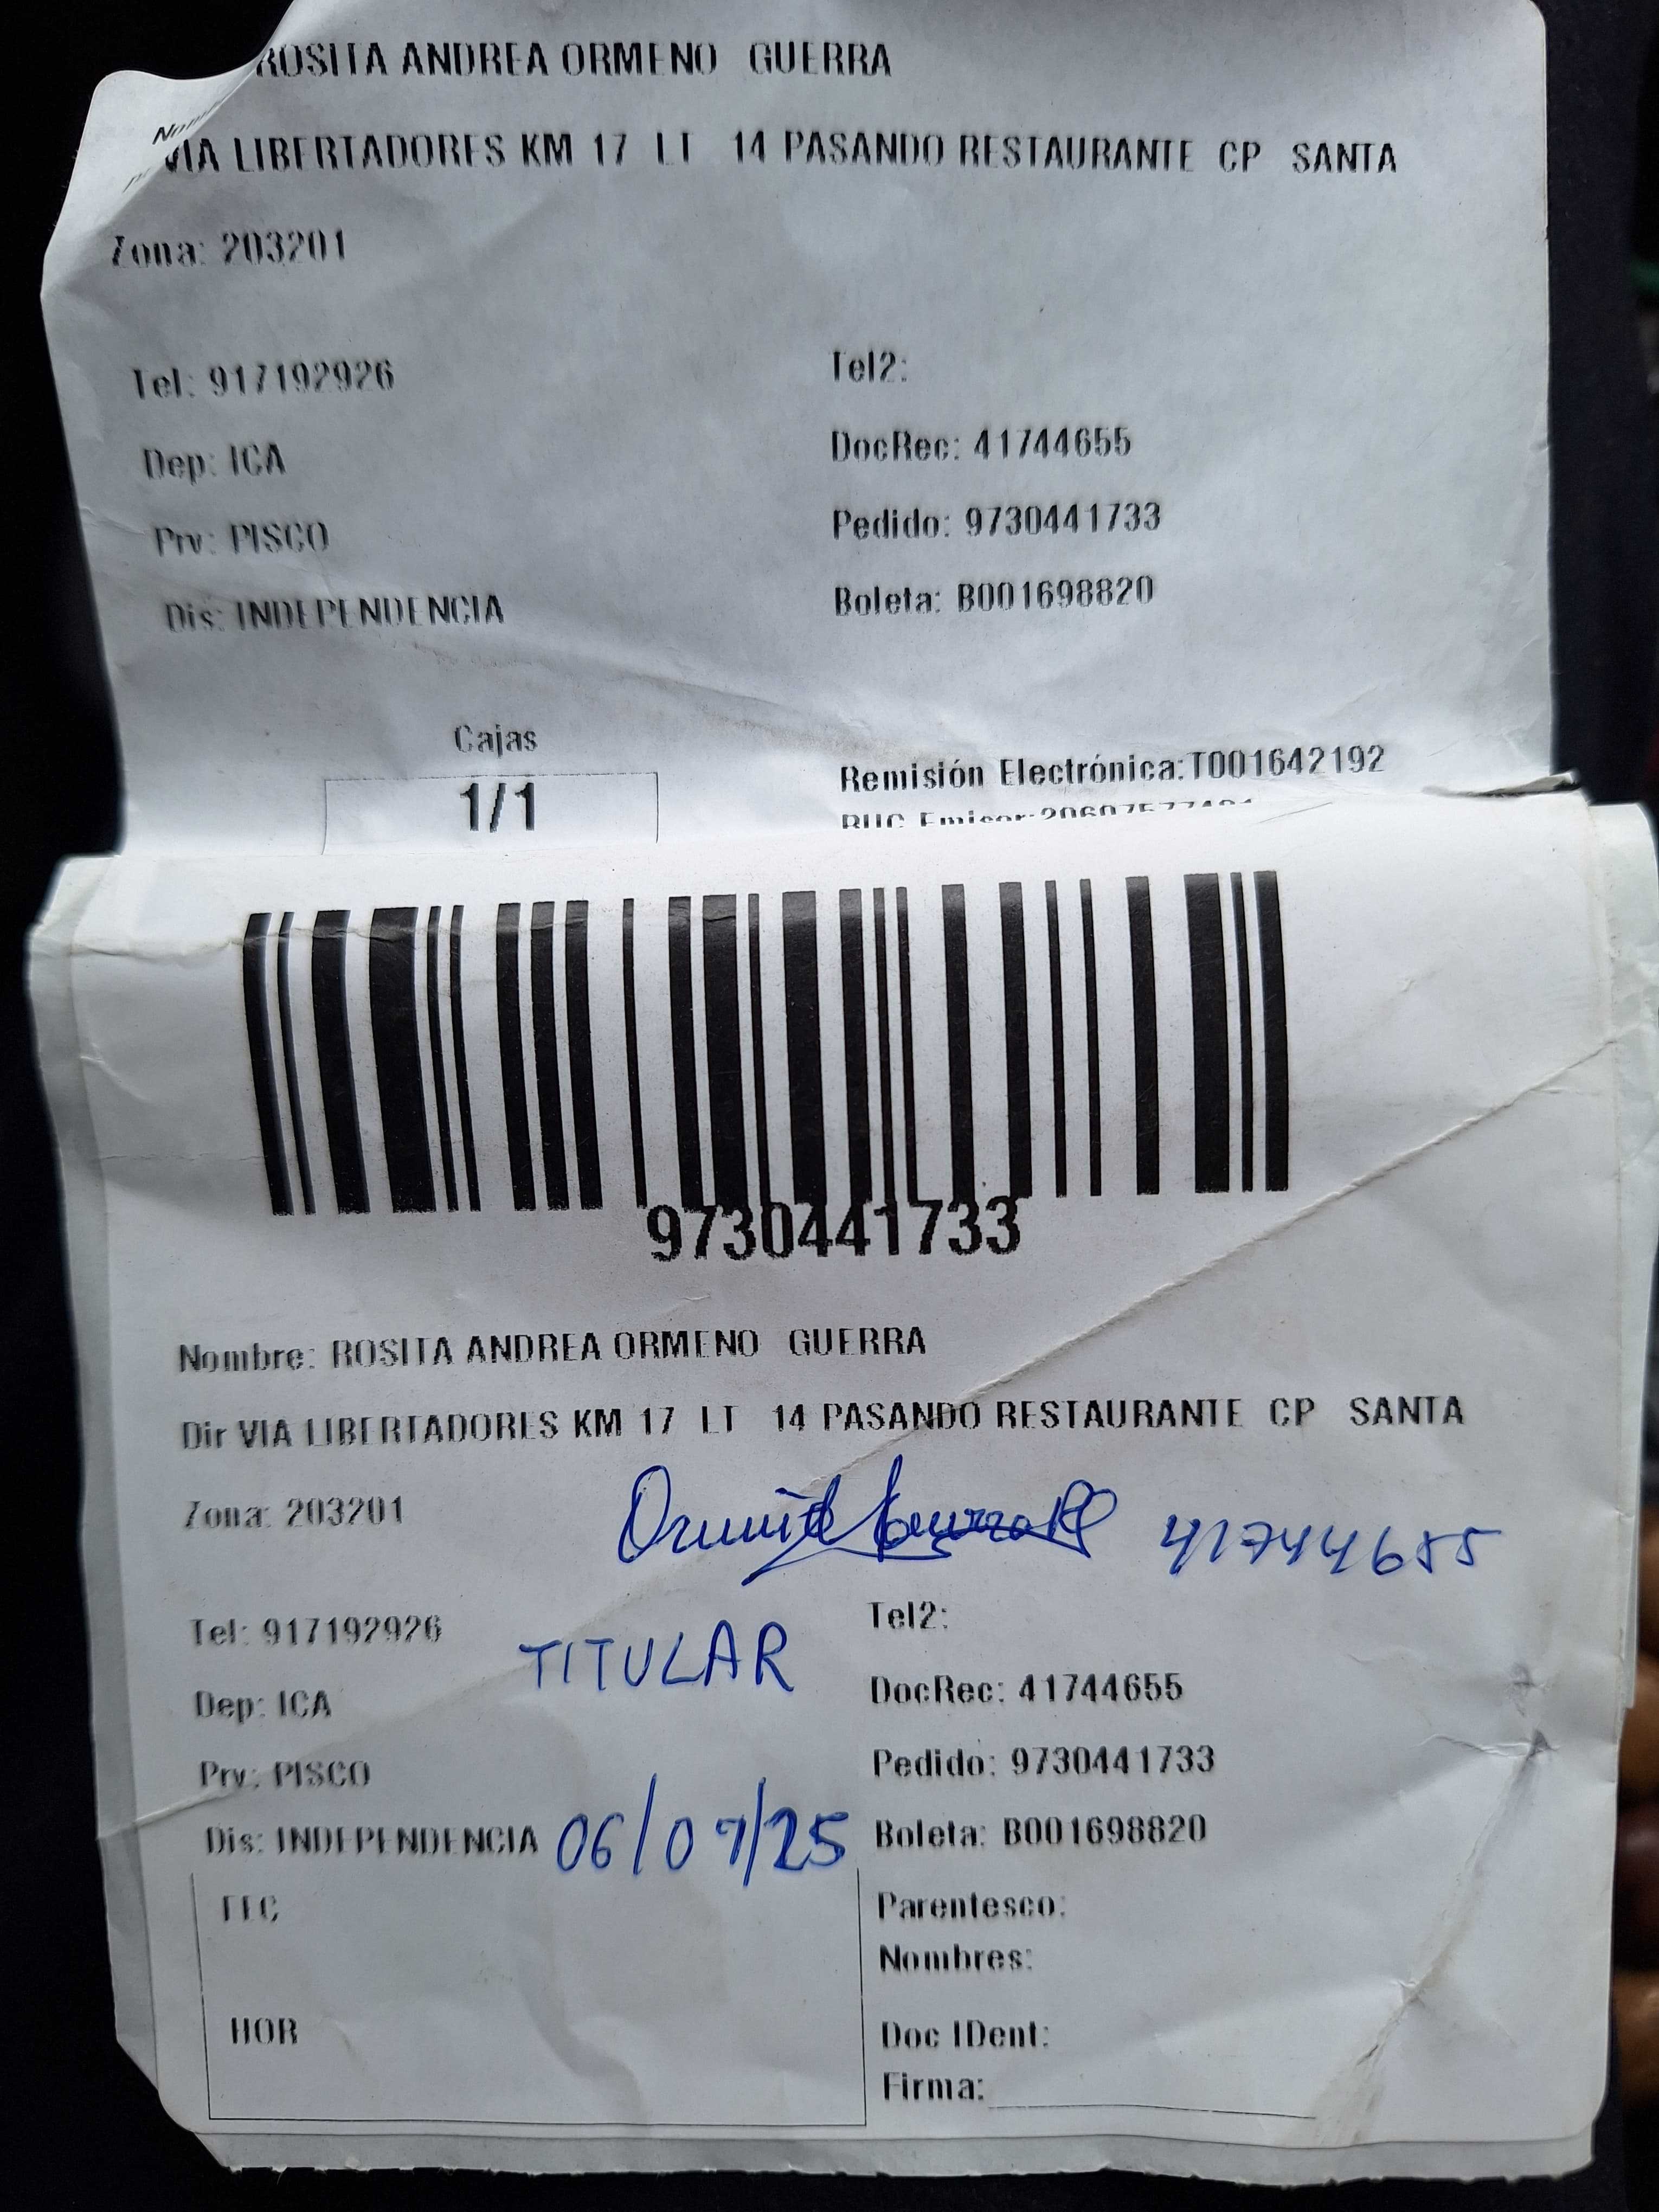 ROSITA ANDREA ORMENO GUERRA
VIA LIBERTADORES KM 17 LT 14 PASANDO RESTAURANTE CP SANTA
Zona: 203201
Tel: 917192926
Tel2:
Dep: ICA
DocRec: 41744655
Prv: PISCO
Pedido: 9730441733
Dis: INDEPENDENCIA
Boleta: B001698820
Cajas
1/1
Remisión Electrónica:T001642192
RUC Emisor:
9730441733
Nombre: ROSITA ANDREA ORMENO GUERRA
Dir VIA LIBERTADORES KM 17 LT 14 PASANDO RESTAURANTE CP SANTA
Zona: 203201
41744655
Tel: 917192926
TITULAR
Tel2:
Dep: ICA
DocRec: 41744655
Prv: PISCO
Pedido: 9730441733
Dis: INDEPENDENCIA
06/07/25
Boleta: B001698820
FEC
Parentesco:
Nombres:
HOR
Doc IDent:
Firma: